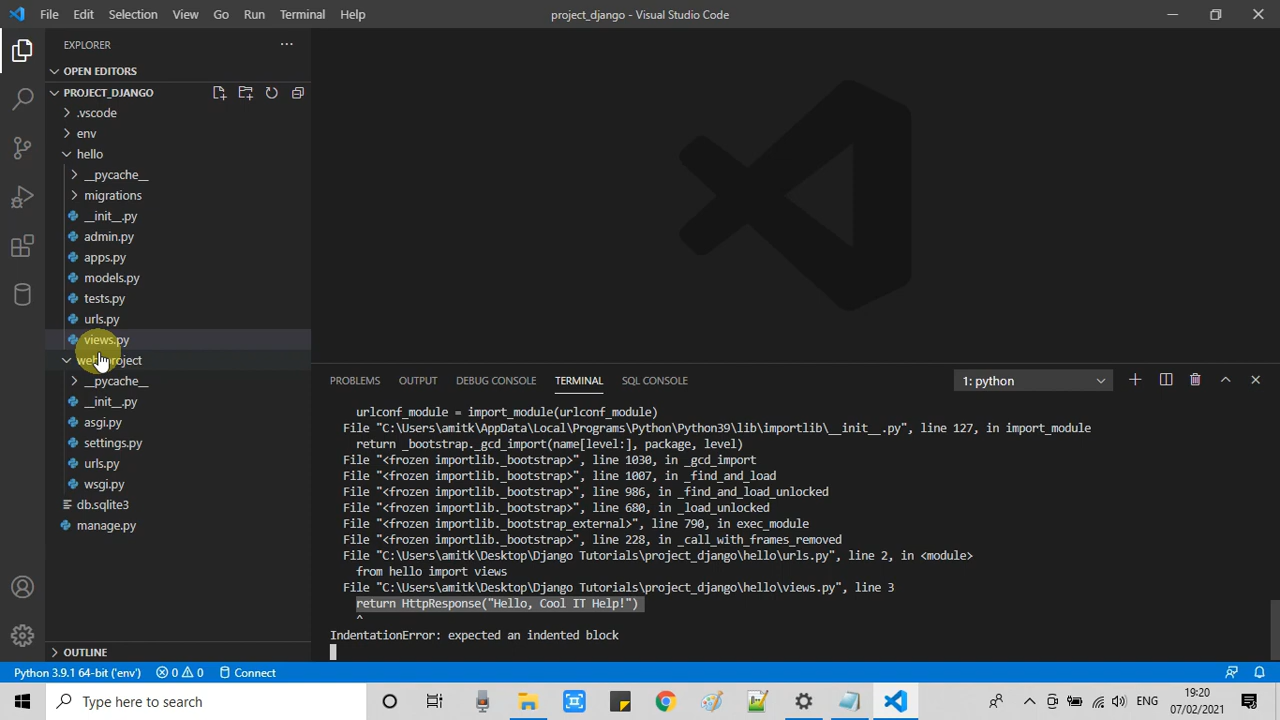 File Edit Selection View Go Run Terminal Help
project_django - Visual Studio Code
EXPLORER
OPEN EDITORS
PROJECT_DJANGO
.vscode
env
hello
__pycache__
migrations
__init__.py
admin.py
apps.py
models.py
tests.py
urls.py
views.py
__pycache__
__init__.py
asgi.py
settings.py
urls.py
wsgi.py
db.sqlite3
manage.py
OUTLINE
PROBLEMS OUTPUT DEBUG CONSOLE TERMINAL SQL CONSOLE
1: python
urlconf_module = import_module(urlconf_module)
File "C:\Users\amitk\AppData\Local\Programs\Python\Python39\lib\importlib\__init__.py", line 127, in import_module
return _bootstrap._gcd_import(name[level:], package, level)
File "<frozen importlib._bootstrap>", line 1030, in _gcd_import
File "<frozen importlib._bootstrap>", line 1007, in _find_and_load
File "<frozen importlib._bootstrap>", line 986, in _find_and_load_unlocked
File "<frozen importlib._bootstrap>", line 680, in _load_unlocked
File "<frozen importlib._bootstrap_external>", line 790, in exec_module
File "<frozen importlib._bootstrap>", line 228, in _call_with_frames_removed
File "C:\Users\amitk\Desktop\Django Tutorials\project_django\hello\urls.py", line 2, in <module>
from hello import views
File "C:\Users\amitk\Desktop\Django Tutorials\project_django\hello\views.py", line 3
return HttpResponse("Hello, Cool IT Help!")
^
IndentationError: expected an indented block
Python 3.9.1 64-bit ('env') 0 0 Connect
Type here to search
ENG
19:20
07/02/2021